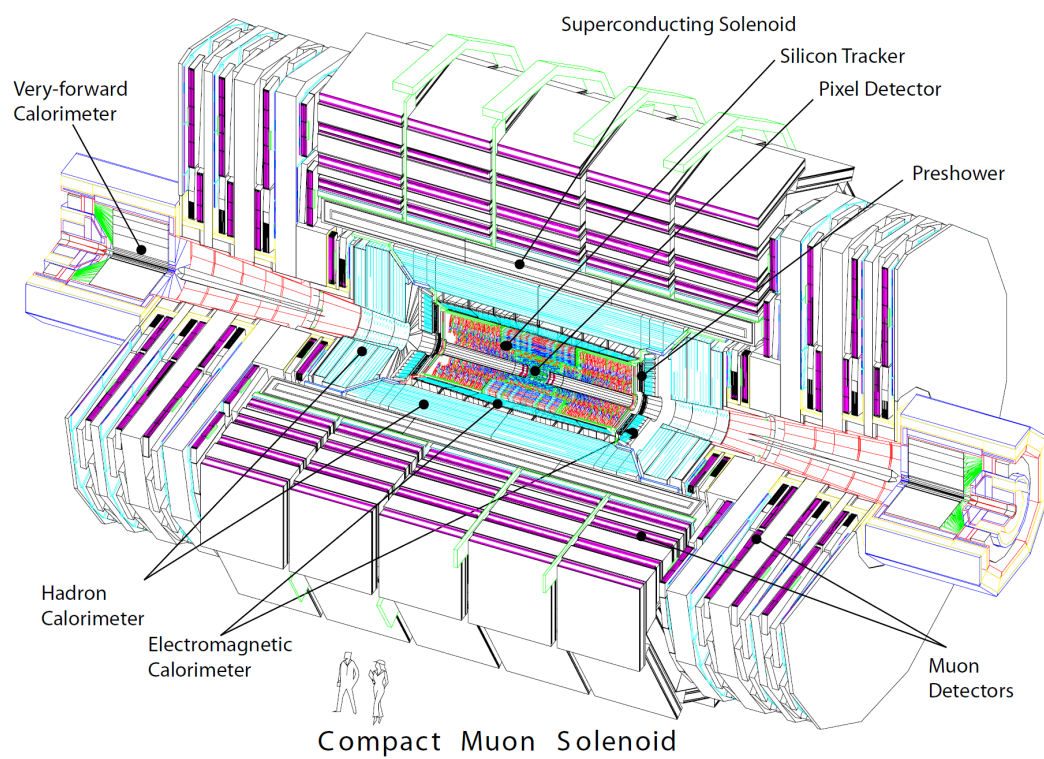 Superconducting Solenoid
Silicon Tracker
Pixel Detector
Very-forward
Calorimeter
Preshower
Hadron
Calorimeter
Electromagnetic
Calorimeter
Muon
Detectors
Compact Muon Solenoid